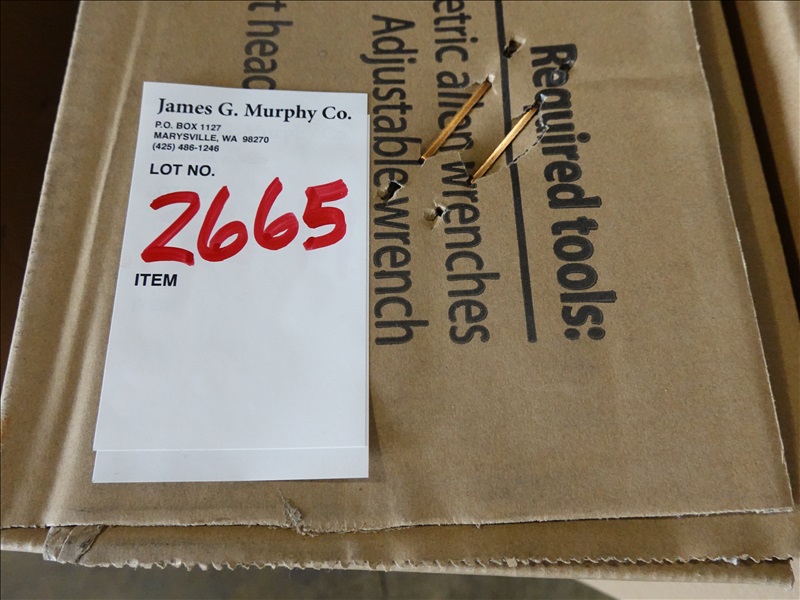 James G. Murphy Co.
P.O. BOX 1127
MARYSVILLE, WA 98270
(425) 486-1246
LOT NO.
2665
ITEM
Required tools:
etric allen wrenches
Adjustable wrench
t head